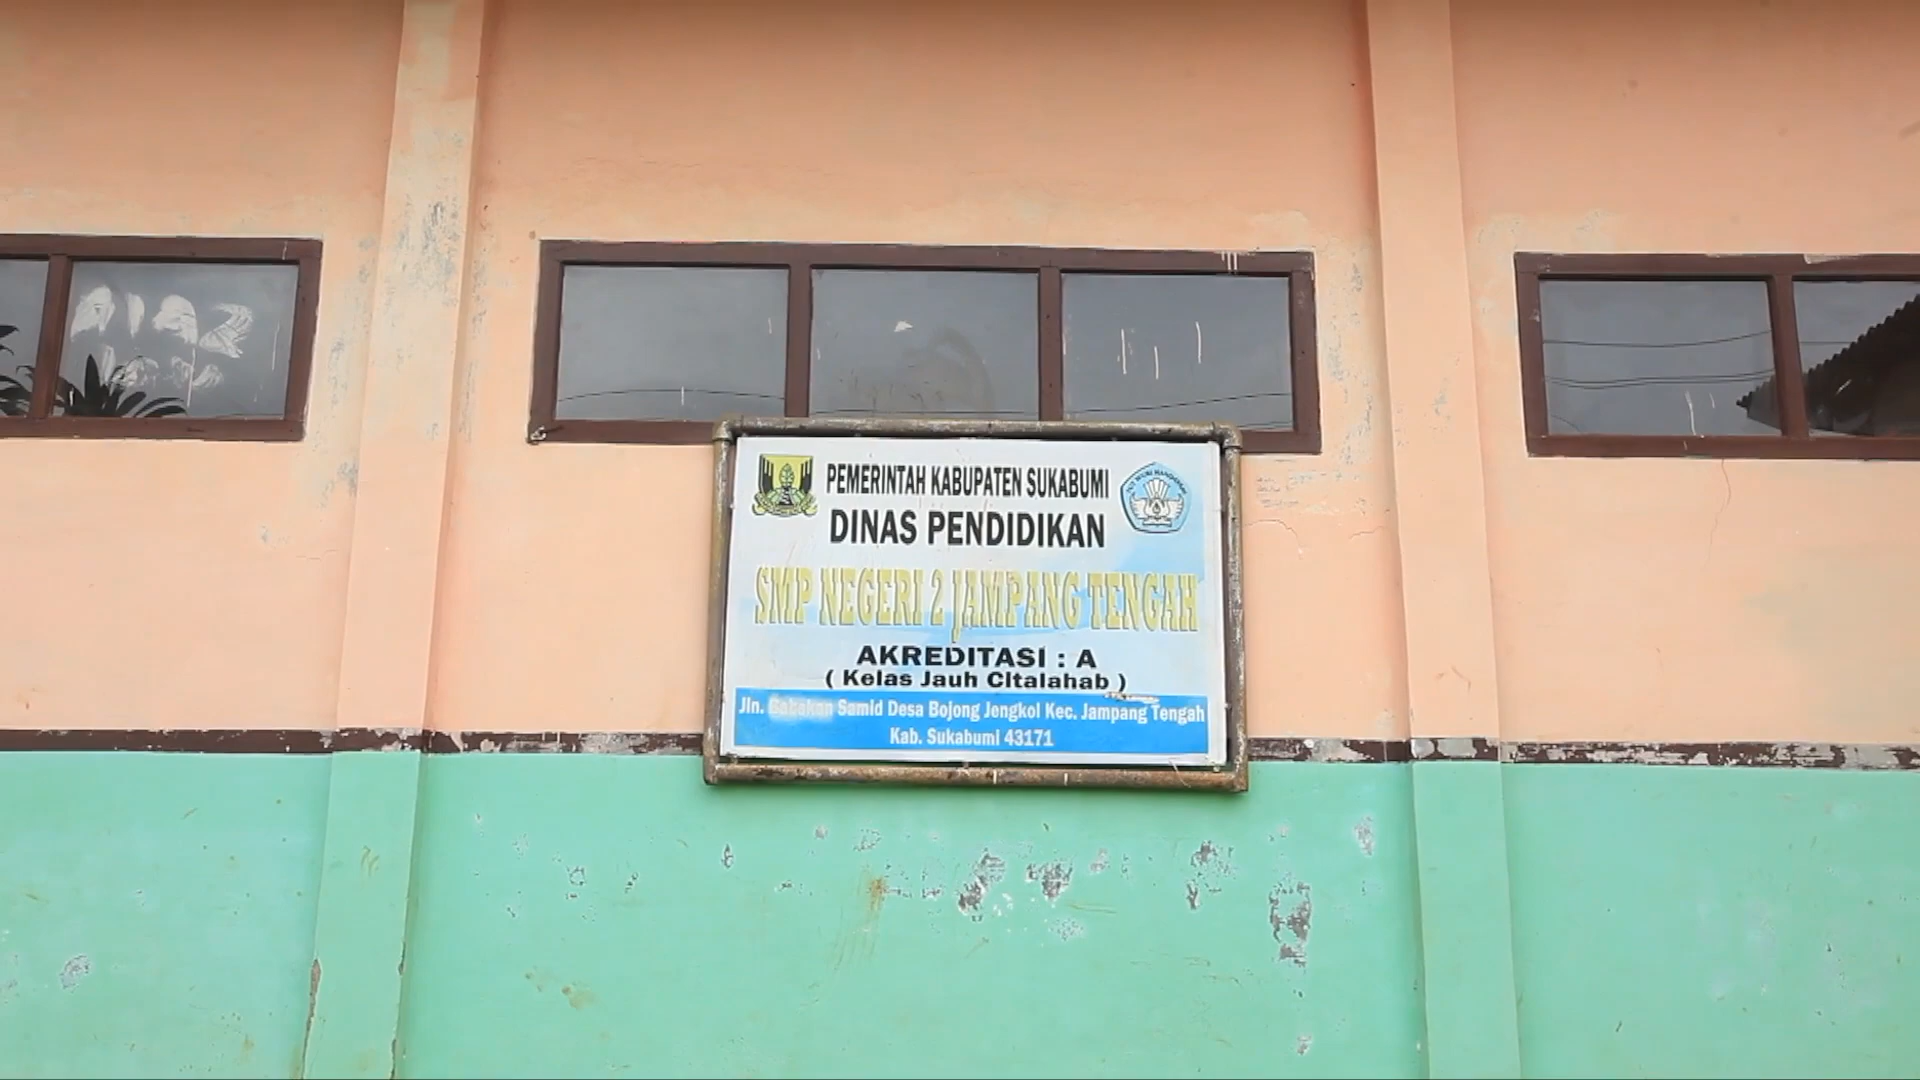 PEMERINTAH KABUPATEN SUKABUMI
DINAS PENDIDIKAN
SMP NEGERI 2 JAMPANG TENGAH
AKREDITASI : A
( Kelas Jauh CItalahab )
Jln. Samid Desa Bojong Jengkol Kec. Jampang Tengah
Kab. Sukabumi 43171